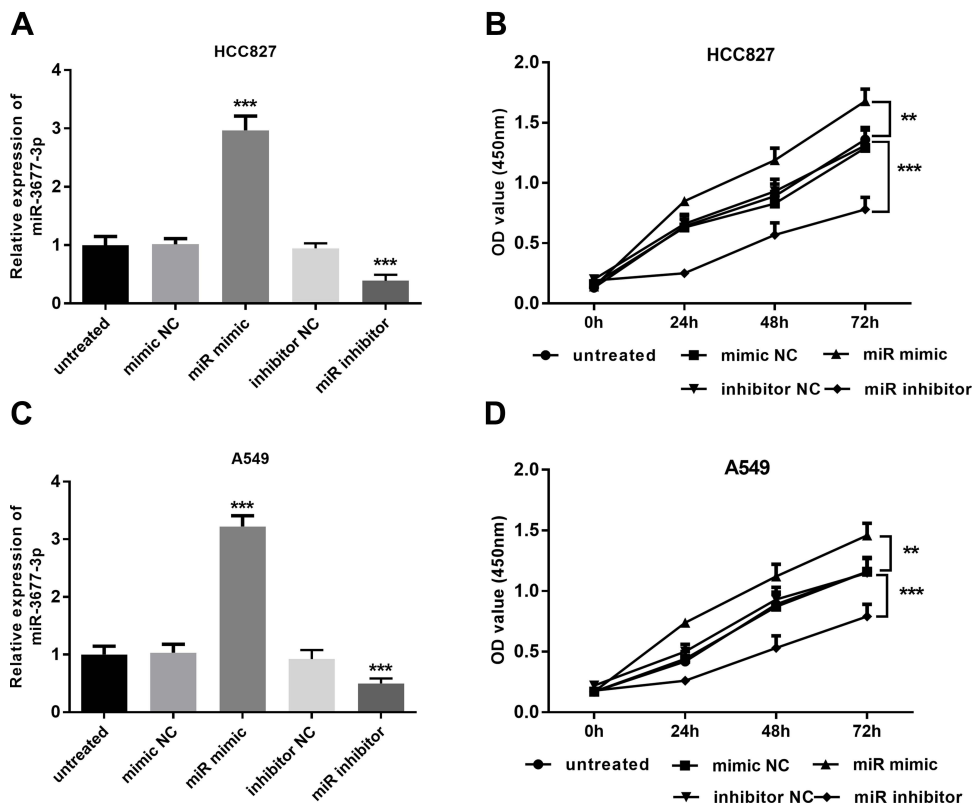 A
HCC827
Relative expression of
miR-3677-3p
4
3
2
1
0
***
***
untreated
mimic NC
miR mimic
inhibitor NC
miR inhibitor
B
HCC827
OD value (450nm)
2.0
1.5
1.0
0.5
0.0
**
***
0h 24h 48h 72h
untreated mimic NC miR mimic
inhibitor NC miR inhibitor
C
A549
Relative expression of
miR-3677-3p
4
3
2
1
0
***
***
untreated
mimic NC
miR mimic
inhibitor NC
miR inhibitor
D
A549
OD value (450nm)
2.0
1.5
1.0
0.5
0.0
**
***
0h 24h 48h 72h
untreated mimic NC miR mimic
inhibitor NC miR inhibitor